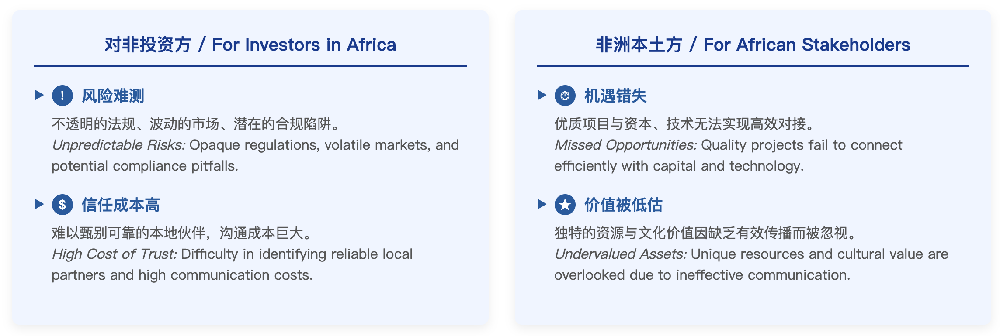 对非投资方 / For Investors in Africa
风险难测
不透明的法规、波动的市场、潜在的合规陷阱。
Unpredictable Risks: Opaque regulations, volatile markets, and
potential compliance pitfalls.
信任成本高
难以甄别可靠的本地伙伴，沟通成本巨大。
High Cost of Trust: Difficulty in identifying reliable local
partners and high communication costs.
非洲本土方 / For African Stakeholders
机遇错失
优质项目与资本、技术无法实现高效对接。
Missed Opportunities: Quality projects fail to connect
efficiently with capital and technology.
价值被低估
独特的资源与文化价值因缺乏有效传播而被忽视。
Undervalued Assets: Unique resources and cultural value are
overlooked due to ineffective communication.